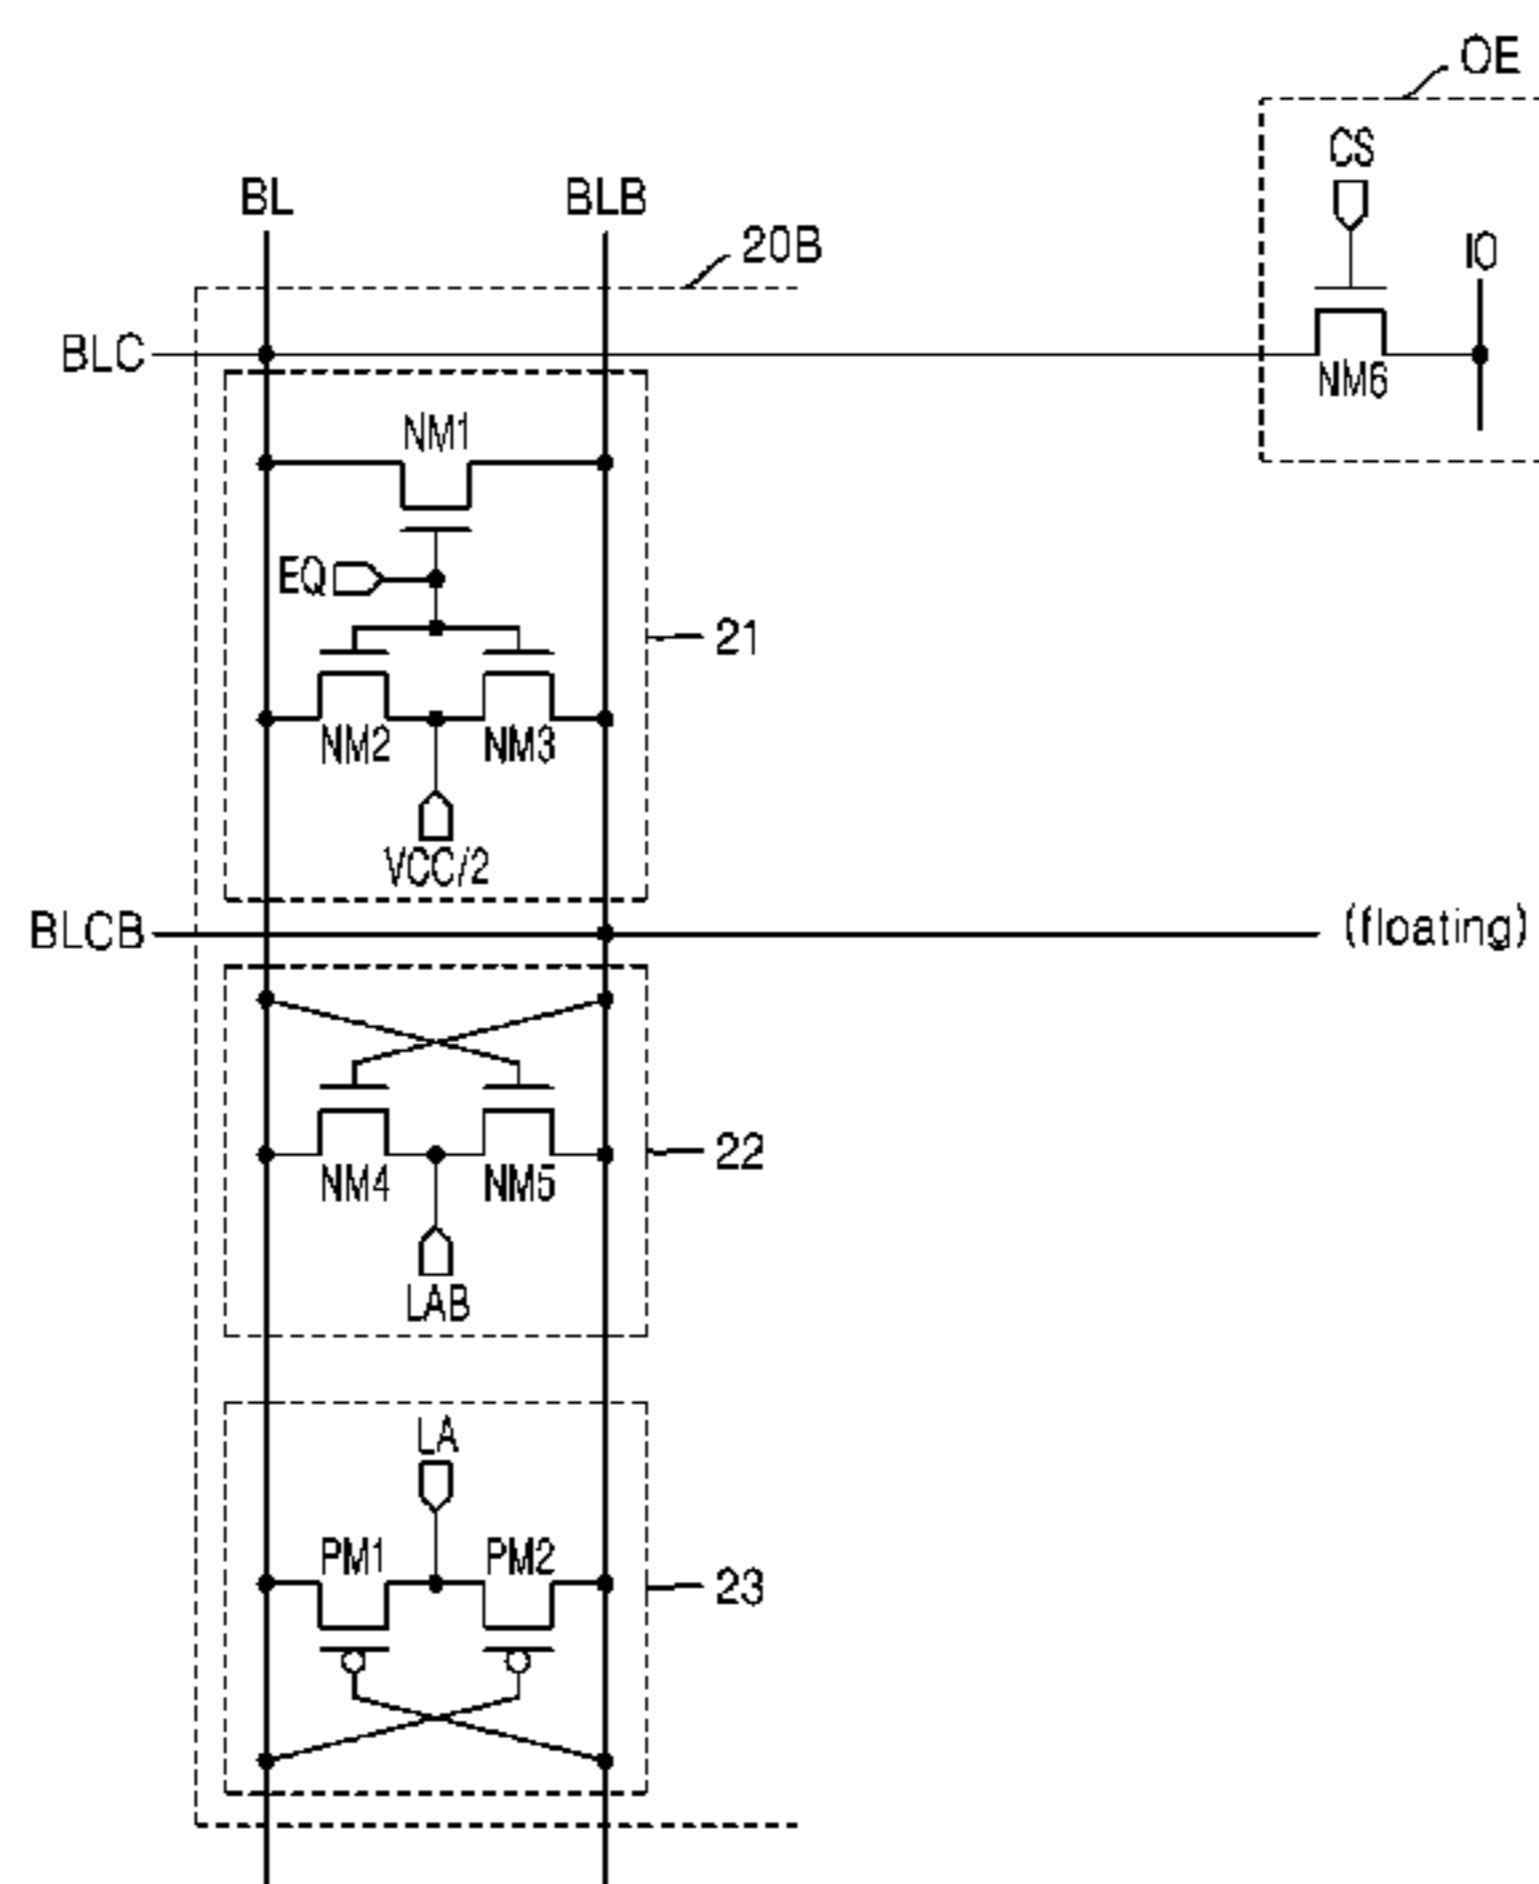 OE
CS
BL
BLB
20B
IO
BLC
NM6
NM1
EQ
21
NM2
NM3
VCC/2
BLCB
(floating)
22
NM4
NM5
LAB
LA
PM1
PM2
23